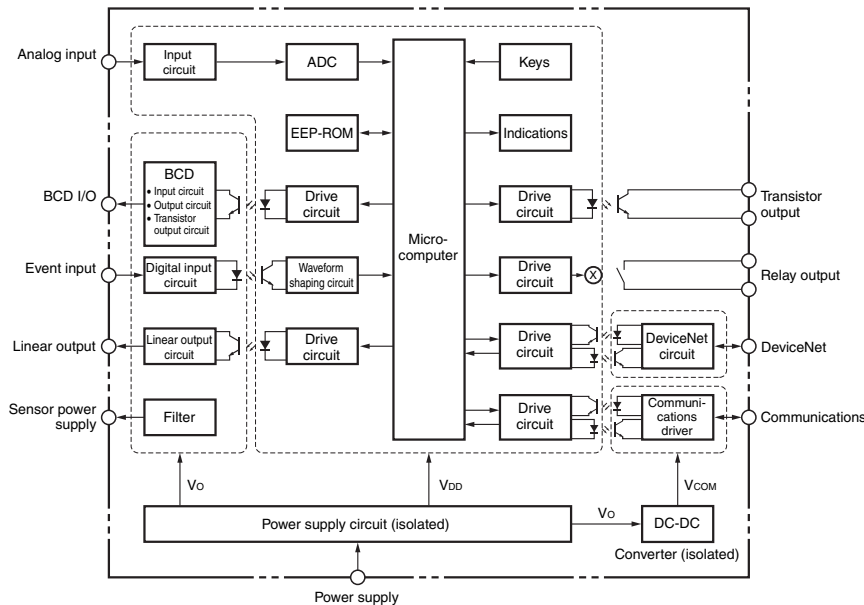 Analog input
Input
circuit
ADC
Keys
EEP-ROM
Indications
BCD I/O
BCD
• Input circuit
• Output circuit
• Transistor
output circuit
Drive
circuit
Micro-
computer
Drive
circuit
Transistor
output
Event input
Digital input
circuit
Waveform
shaping circuit
Drive
circuit
X
Relay output
Linear output
Linear output
circuit
Drive
circuit
Drive
circuit
DeviceNet
circuit
DeviceNet
Sensor power
supply
Filter
Drive
circuit
Communi-
cations
driver
Communications
VO
VDD
VCOM
Power supply circuit (isolated)
VO
DC-DC
Converter (isolated)
Power supply